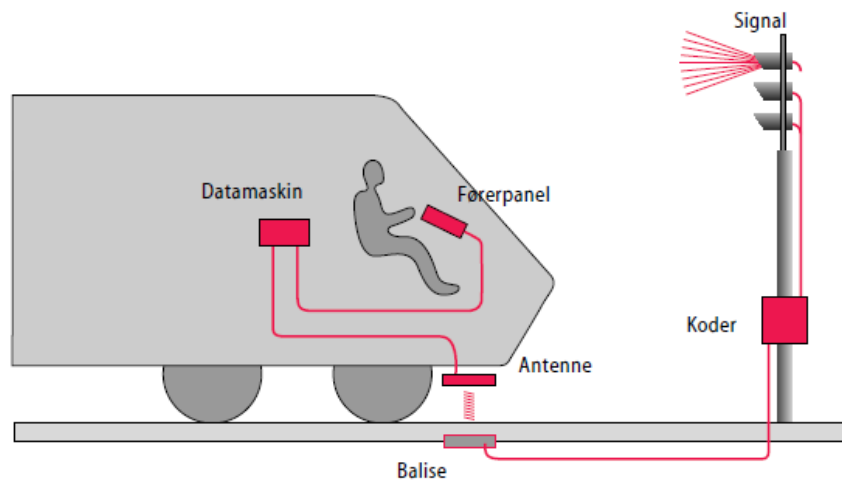 Signal
Datamaskin
Førerpanel
Koder
Antenne
Balise